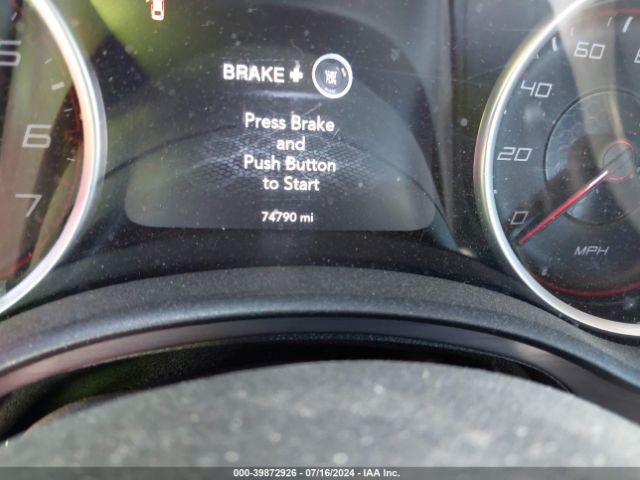 5
6
7
BRAKE +
Press Brake
and
Push Button
to Start
74790 mi
60
40
20
0
MPH
000-39872926 - 07/16/2024 - IAA Inc.